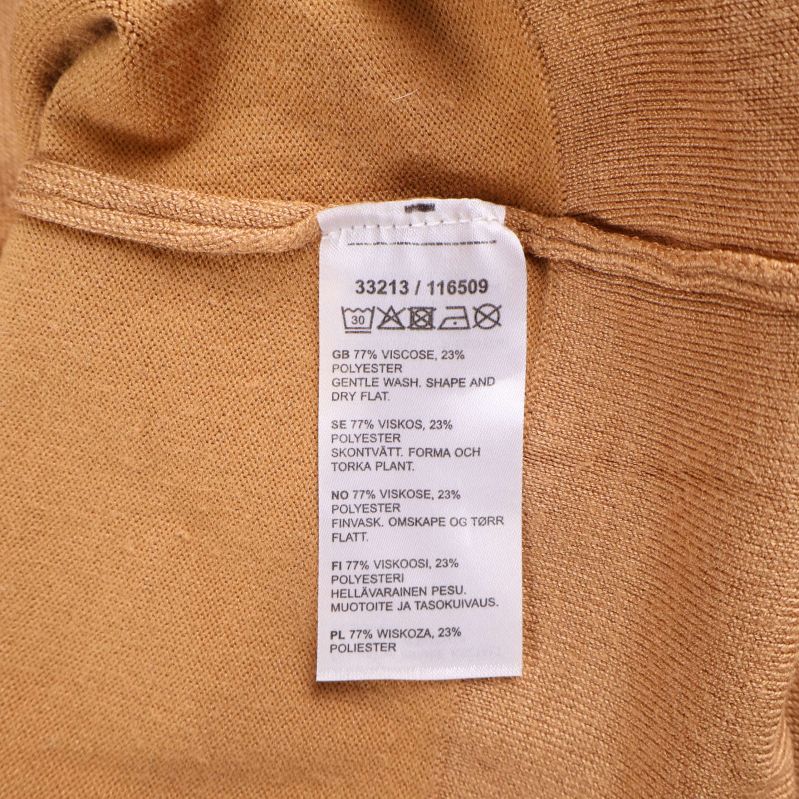 33213 / 116509
30
GB 77% VISCOSE, 23%
POLYESTER
GENTLE WASH. SHAPE AND
DRY FLAT.
SE 77% VISKOS, 23%
POLYESTER
SKONTVÄTT. FORMA OCH
TORKA PLANT.
NO 77% VISKOSE, 23%
POLYESTER
FINVASK. OMSKAPE OG TØRR
FLATT.
FI 77% VISKOOSI, 23%
POLYESTERI
HELLÄVARAINEN PESU.
MUOTOITE JA TASOKUIVAUS.
PL 77% WISKOZA, 23%
POLIESTER